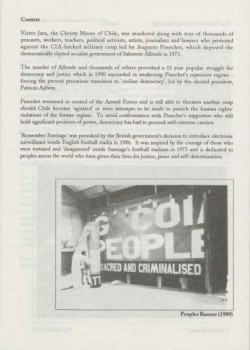 Context
Victor Jara, the Christy Moore of Chile, was murdered along with tens of thousands of
peasants, workers, teachers, political activists, artists, journalists and lawyers who protested
against the CIA-backed military coup led by Augusto Pinochet, which deposed the
democratically elected socialist government of Salvatore Allende in 1973.
The murder of Allende and thousands of others provoked a 15 year popular struggle for
democracy and justice which in 1990 succeeded in weakening Pinochet's repressive regime -
forcing the present precarious transition to 'civilian democracy', led by the elected president,
Patricio Aylwin.
Pinochet remained in control of the Armed Forces and is still able to threaten another coup
should Chile become 'agitated' or were attempts to be made to punish the human rights'
violations of the former regime. To avoid confrontation with Pinochet's supporters who still
hold significant positions of power, democracy has had to proceed with extreme caution.
'Remember Santiago' was provoked by the British government's decision to introduce electronic
surveillance inside English football stadia in 1986. It was inspired by the courage of those who
were tortured and 'disappeared' inside Santiago's football stadium in 1973 and is dedicated to
peoples across the world who have given their lives for justice, peace and self-determination.
PEOPLE
SACRED AND CRIMINALISED
Peoples Banner (1989)